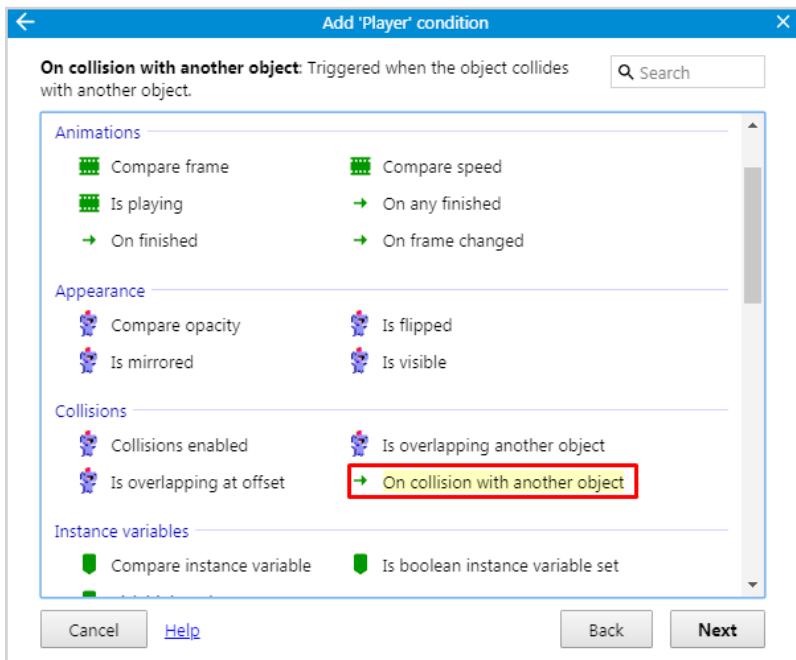 Add 'Player' condition
On collision with another object: Triggered when the object collides
with another object.
Search
Animations
Compare frame
Compare speed
Is playing
On any finished
On finished
On frame changed
Appearance
Compare opacity
Is flipped
Is mirrored
Is visible
Collisions
Collisions enabled
Is overlapping another object
Is overlapping at offset
On collision with another object
Instance variables
Compare instance variable
Is boolean instance variable set
Cancel
Help
Back
Next